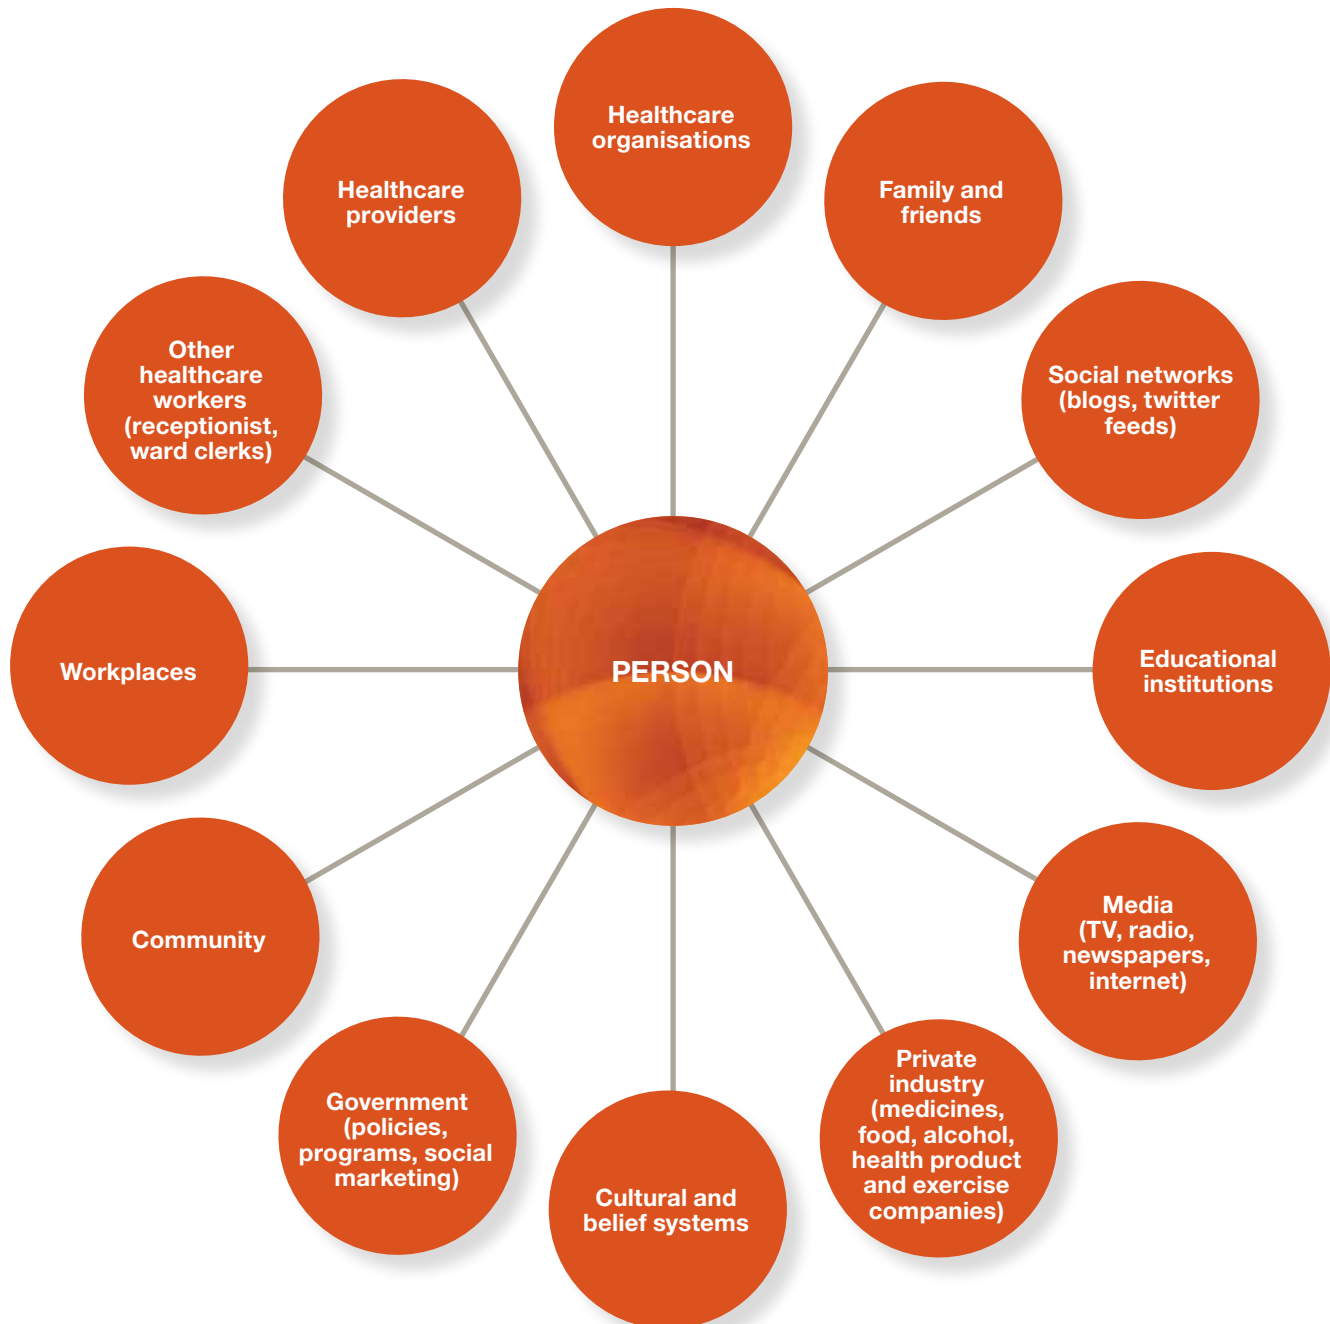 Healthcare
organisations
Family and
friends
Social networks
(blogs, twitter
feeds)
Educational
institutions
Media
(TV, radio,
newspapers,
internet)
Private
industry
(medicines,
food, alcohol,
health product
and exercise
companies)
Cultural and
belief systems
Government
(policies,
programs, social
marketing)
Community
Workplaces
Other
healthcare
workers
(receptionist,
ward clerks)
Healthcare
providers
PERSON